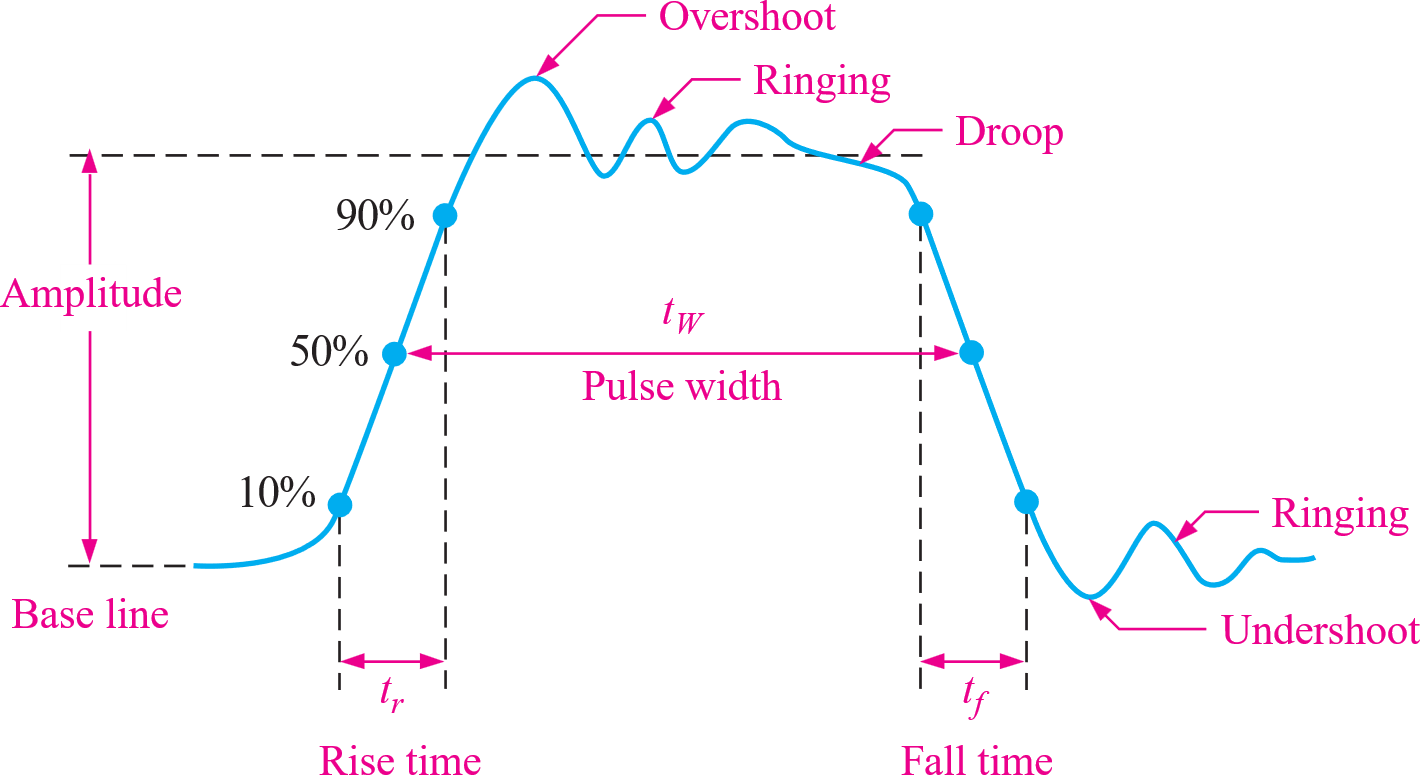 Overshoot
Ringing
Droop
90%
Amplitude
t_W
50%
Pulse width
10%
Ringing
Base line
Undershoot
t_r
t_f
Rise time
Fall time